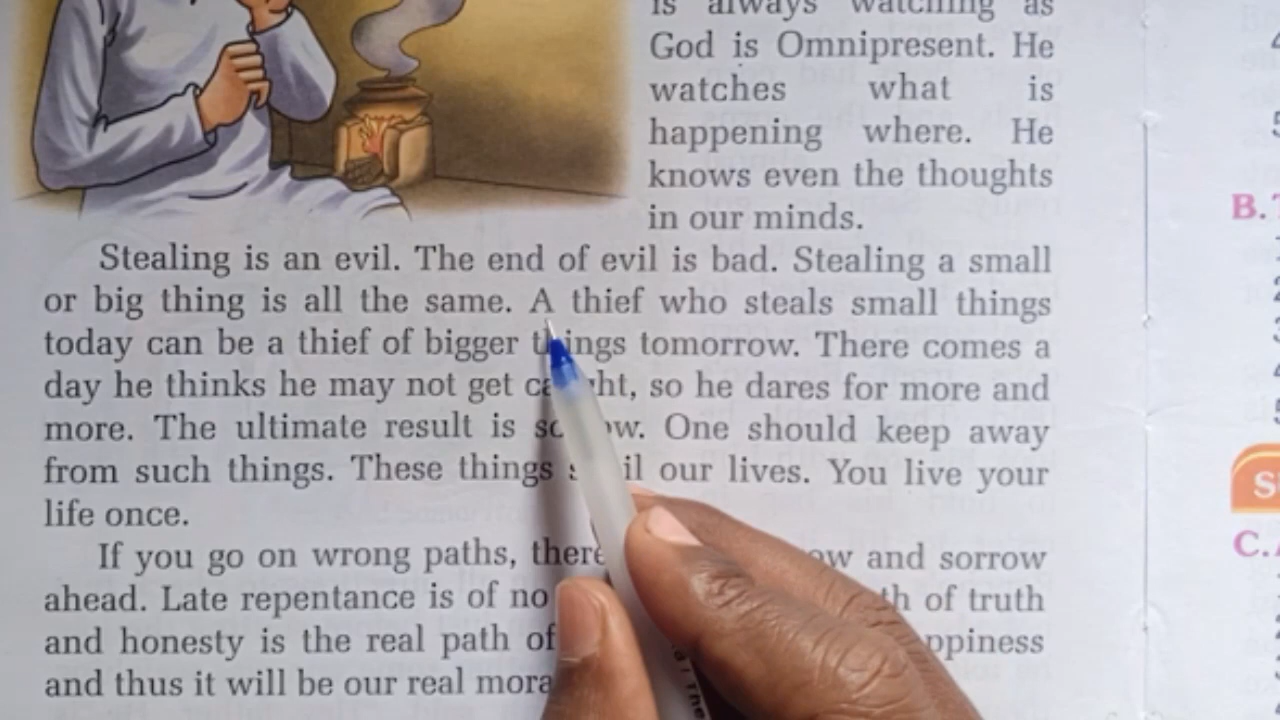 is always watching as
God is Omnipresent. He
watches what is
happening where. He
knows even the thoughts
in our minds.
Stealing is an evil. The end of evil is bad. Stealing a small
or big thing is all the same. A thief who steals small things
today can be a thief of bigger things tomorrow. There comes a
day he thinks he may not get caught, so he dares for more and
more. The ultimate result is sorrow. One should keep away
from such things. These things spoil our lives. You live your
life once.
If you go on wrong paths, there and sorrow
ahead. Late repentance is of no of truth
and honesty is the real path of
and thus it will be our real
B.
C.